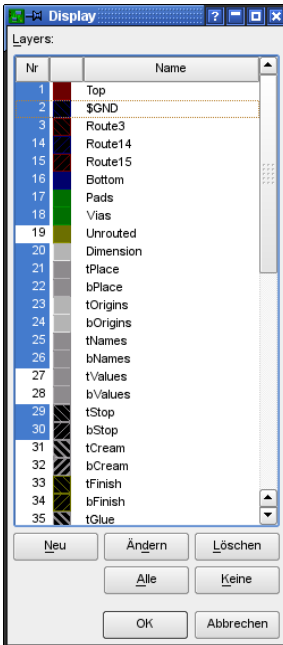 Display
Layers:
Nr Name
1 Top
2 $GND
3 Route3
14 Route14
15 Route15
16 Bottom
17 Pads
18 Vias
19 Unrouted
20 Dimension
21 tPlace
22 bPlace
23 tOrigins
24 bOrigins
25 tNames
26 bNames
27 tValues
28 bValues
29 tStop
30 bStop
31 tCream
32 bCream
33 tFinish
34 bFinish
35 tGlue
Neu Ändern Löschen
Alle Keine
OK Abbrechen